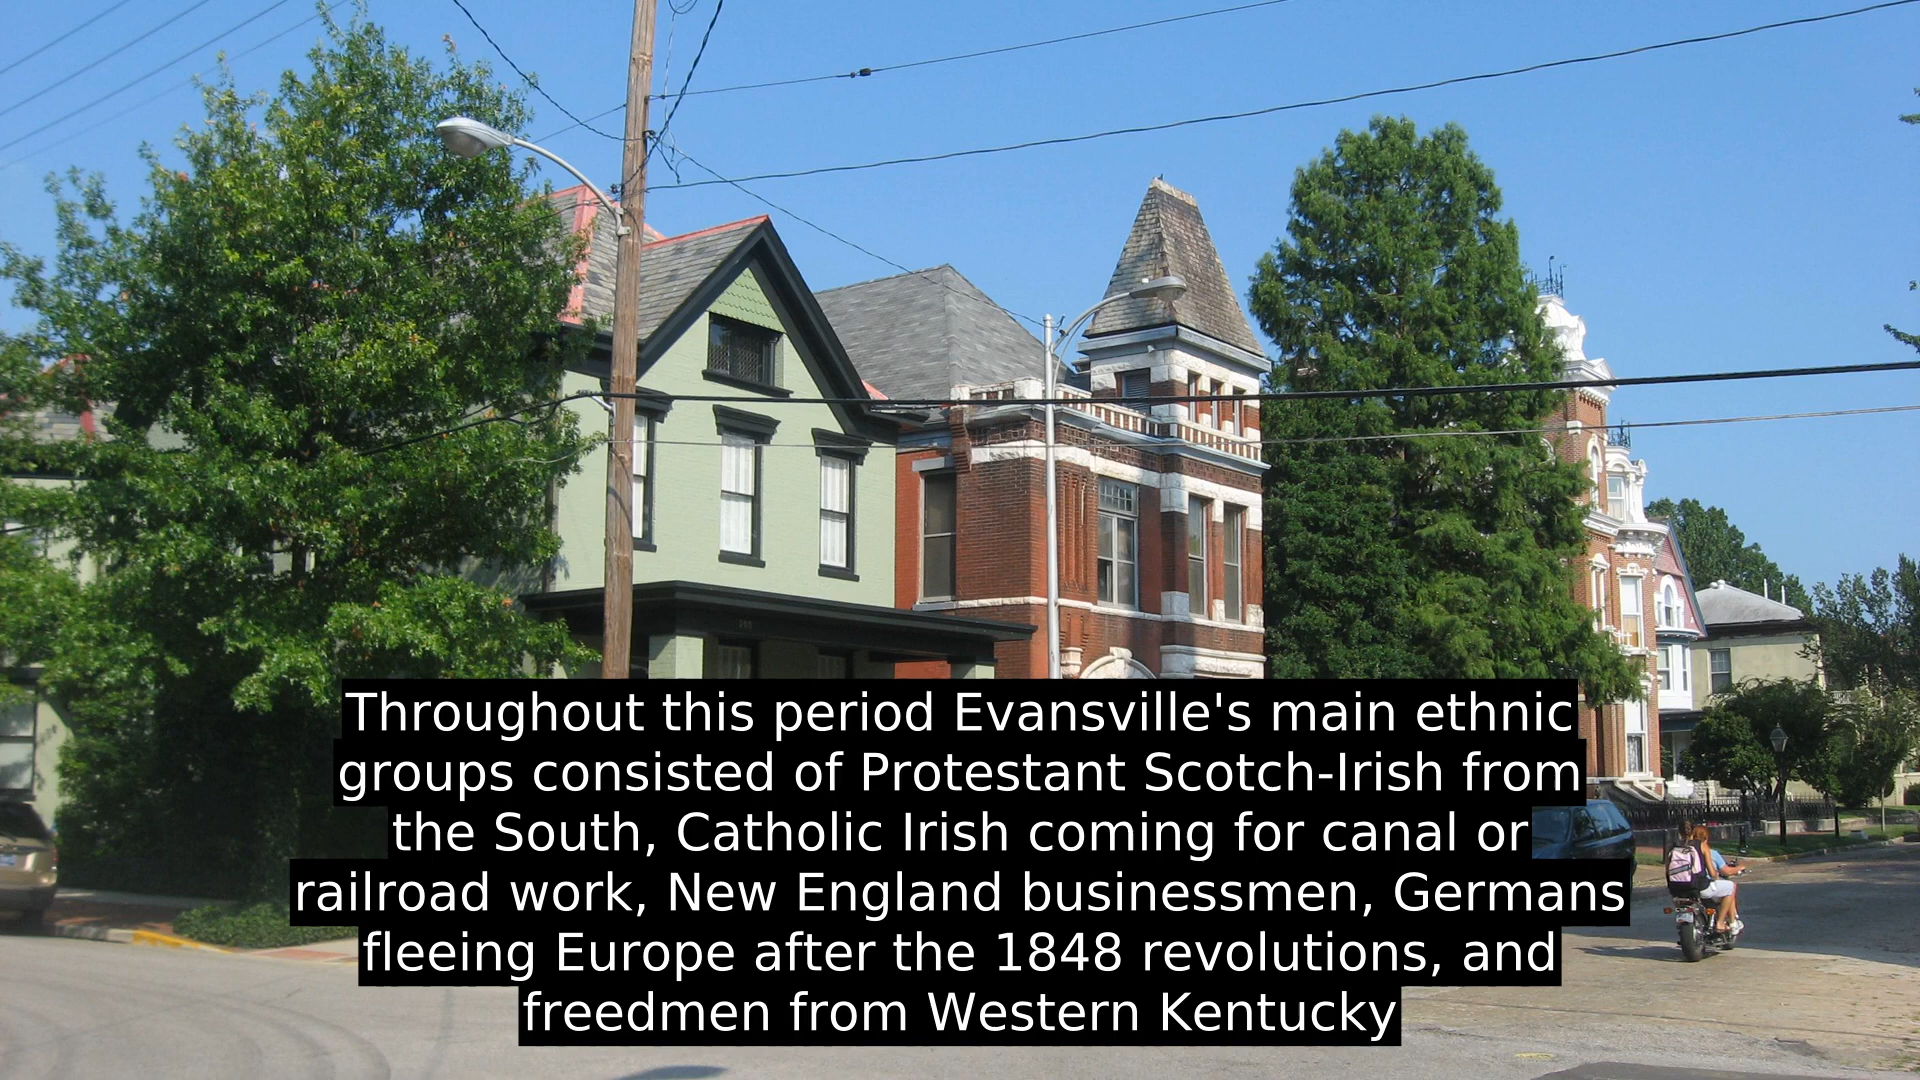 Throughout this period Evansville's main ethnic
groups consisted of Protestant Scotch-Irish from
the South, Catholic Irish coming for canal or
railroad work, New England businessmen, Germans
fleeing Europe after the 1848 revolutions, and
freedmen from Western Kentucky